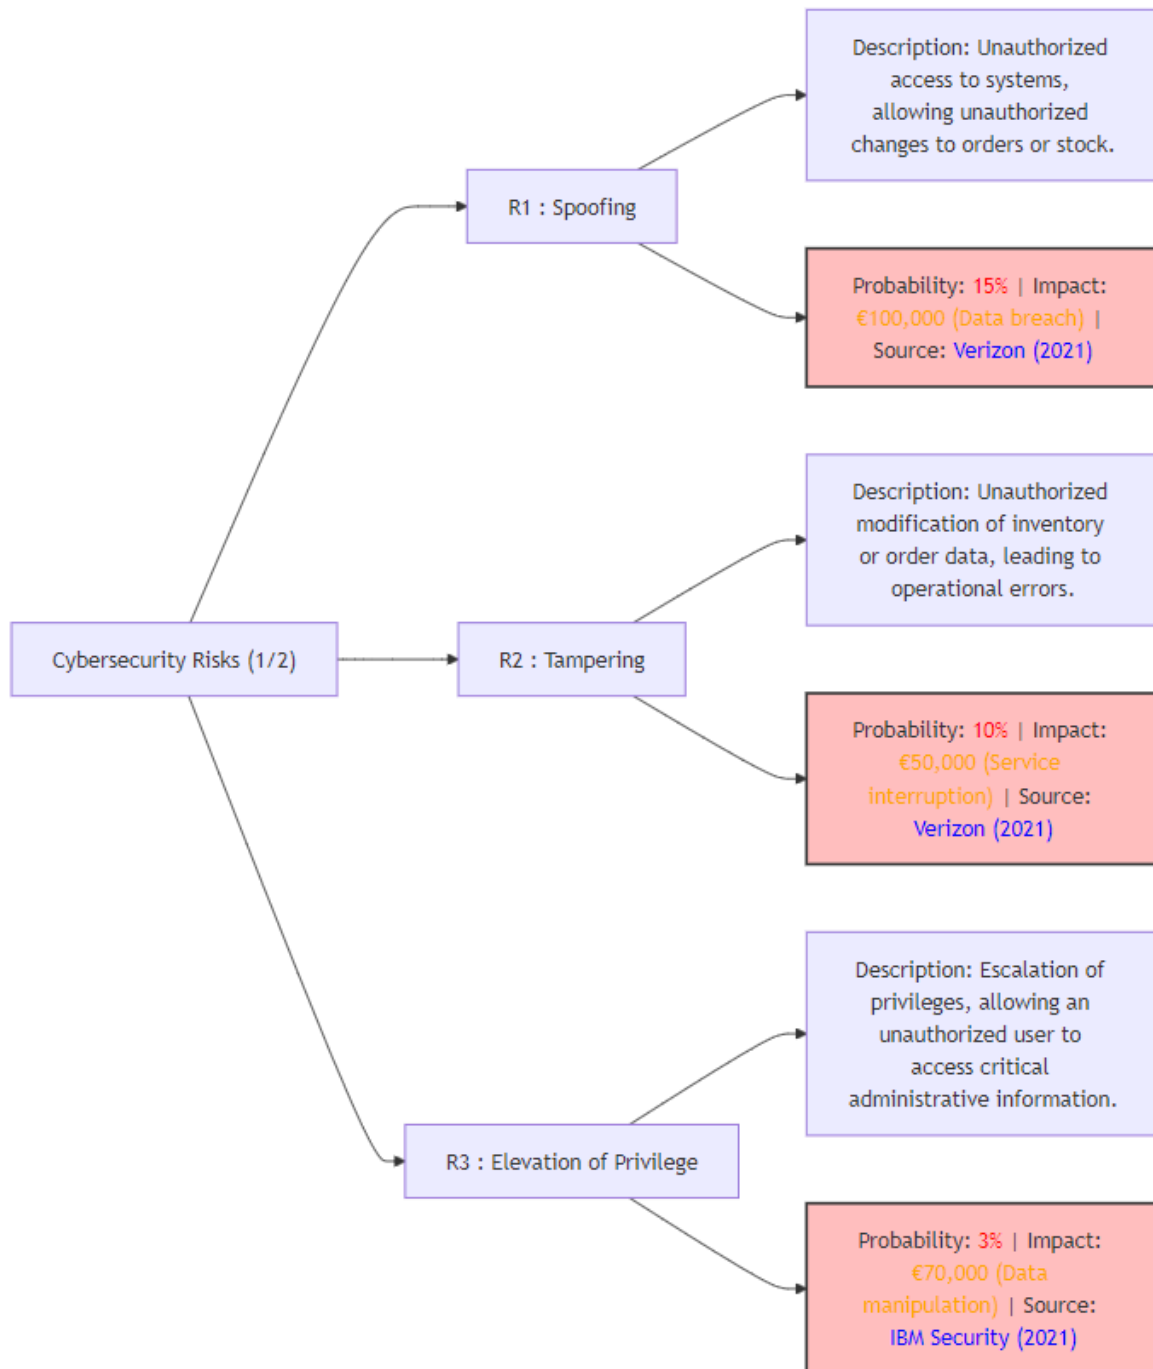 Description: Unauthorized
access to systems,
allowing unauthorized
changes to orders or stock.
R1 : Spoofing
Probability: 15% | Impact:
€100,000 (Data breach) |
Source: Verizon (2021)
Description: Unauthorized
modification of inventory
or order data, leading to
operational errors.
Cybersecurity Risks (1/2)
R2 : Tampering
Probability: 10% | Impact:
€50,000 (Service
interruption) | Source:
Verizon (2021)
Description: Escalation of
privileges, allowing an
unauthorized user to
access critical
administrative information.
R3 : Elevation of Privilege
Probability: 3% | Impact:
€70,000 (Data
manipulation) | Source:
IBM Security (2021)